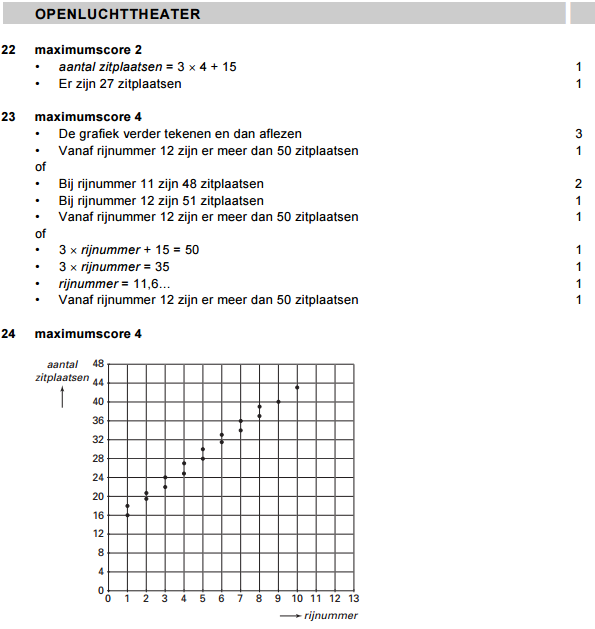 OPENLUCHTTHEATER
22 maximumscore 2
• aantal zitplaatsen = 3 × 4 + 15 1
• Er zijn 27 zitplaatsen 1
23 maximumscore 4
• De grafiek verder tekenen en dan aflezen 3
• Vanaf rijnummer 12 zijn er meer dan 50 zitplaatsen 1
of
• Bij rijnummer 11 zijn 48 zitplaatsen 2
• Bij rijnummer 12 zijn 51 zitplaatsen 1
• Vanaf rijnummer 12 zijn er meer dan 50 zitplaatsen 1
of
• 3 × rijnummer + 15 = 50 1
• 3 × rijnummer = 35 1
• rijnummer = 11,6... 1
• Vanaf rijnummer 12 zijn er meer dan 50 zitplaatsen 1
24 maximumscore 4
aantal 48
zitplaatsen 44
40
36
32
28
24
20
16
12
8
4
0
0 1 2 3 4 5 6 7 8 9 10 11 12 13
rijnummer